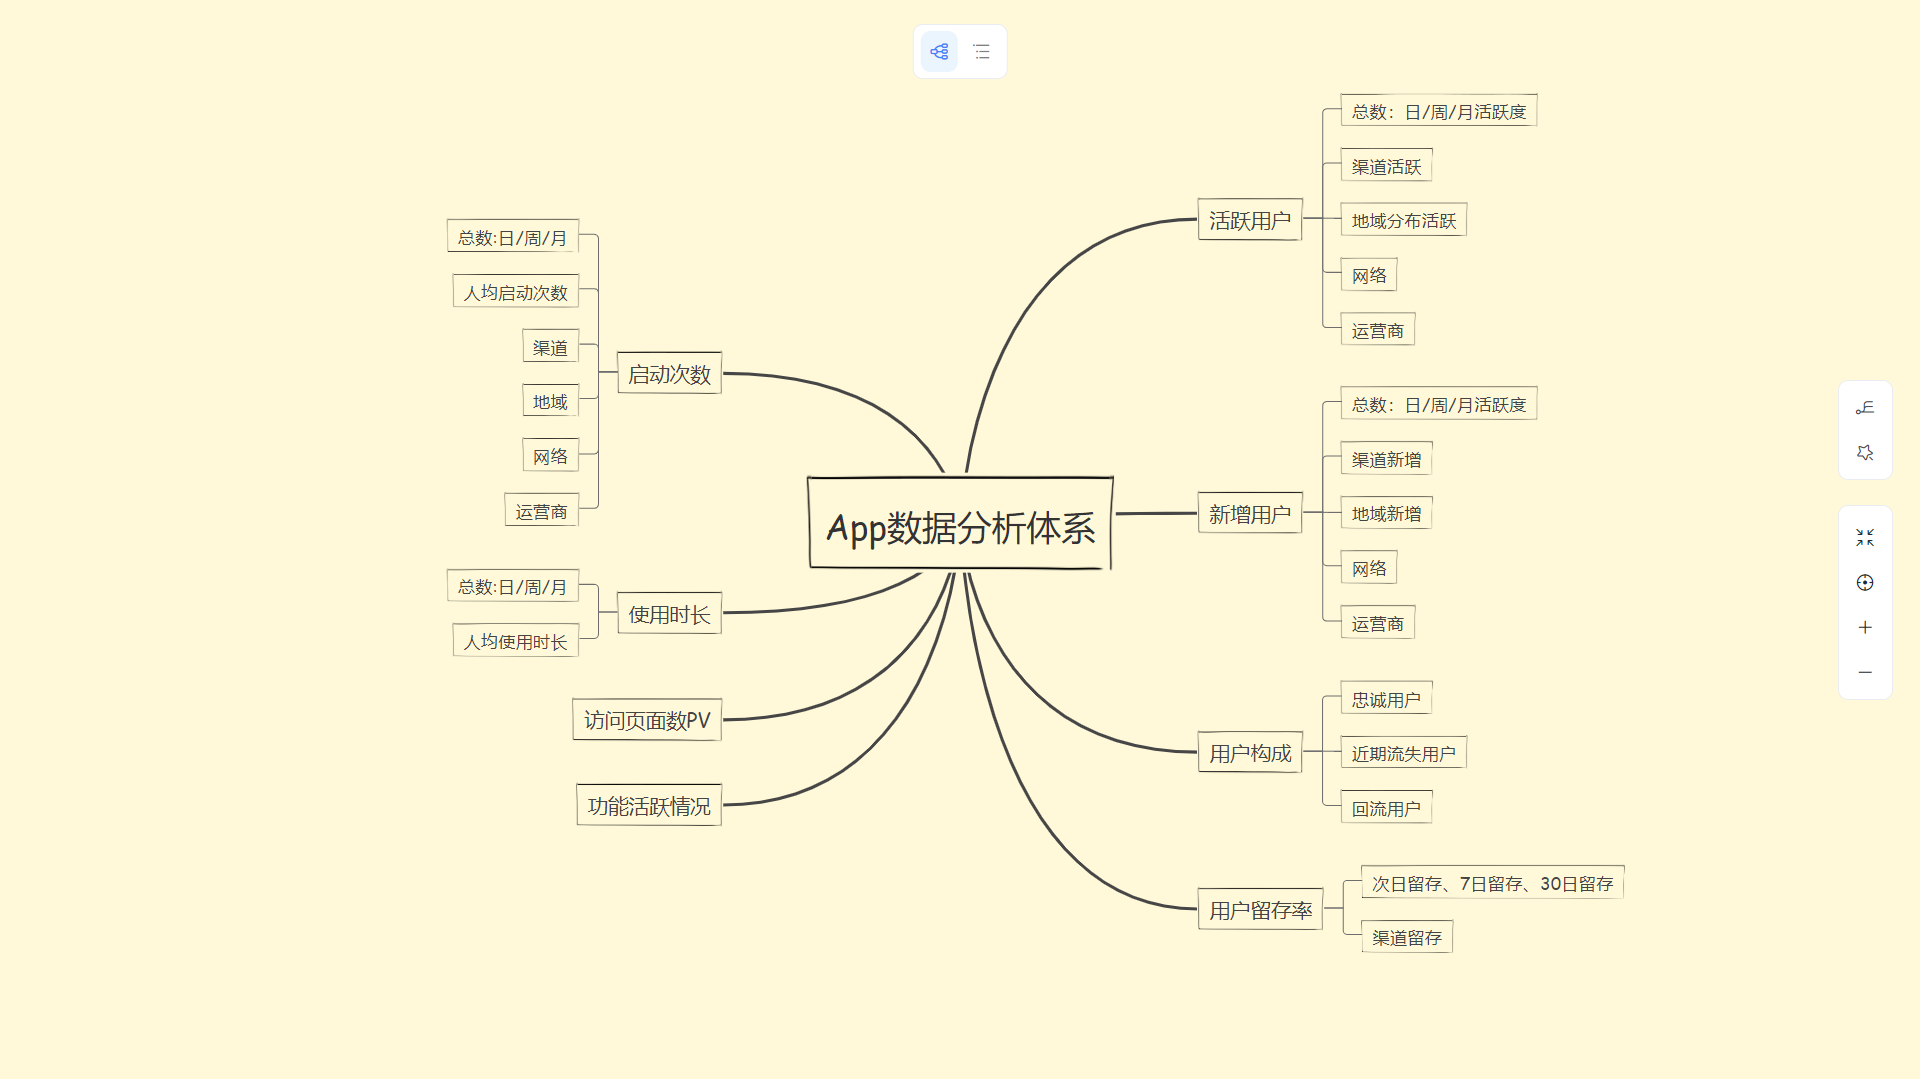 App数据分析体系
活跃用户
总数：日/周/月活跃度
渠道活跃
地域分布活跃
网络
运营商
新增用户
总数：日/周/月活跃度
渠道新增
地域新增
网络
运营商
用户构成
忠诚用户
近期流失用户
回流用户
用户留存率
次日留存、7日留存、30日留存
渠道留存
启动次数
总数:日/周/月
人均启动次数
渠道
地域
网络
运营商
使用时长
总数:日/周/月
人均使用时长
访问页面数PV
功能活跃情况